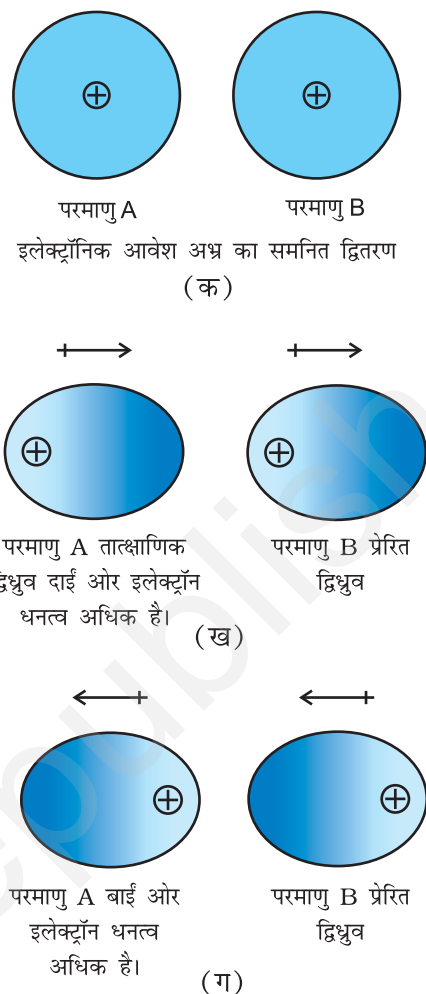 परमाणु A
परमाणु B
इलेक्ट्रॉनिक आवेश अभ्र का समनित द्वितरण
(क)
परमाणु A तात्क्षाणिक
द्विध्रुव दाईं ओर इलेक्ट्रॉन
धनत्व अधिक है।
परमाणु B प्रेरित
द्विध्रुव
(ख)
परमाणु A बाईं ओर
इलेक्ट्रॉन धनत्व
अधिक है।
परमाणु B प्रेरित
द्विध्रुव
(ग)